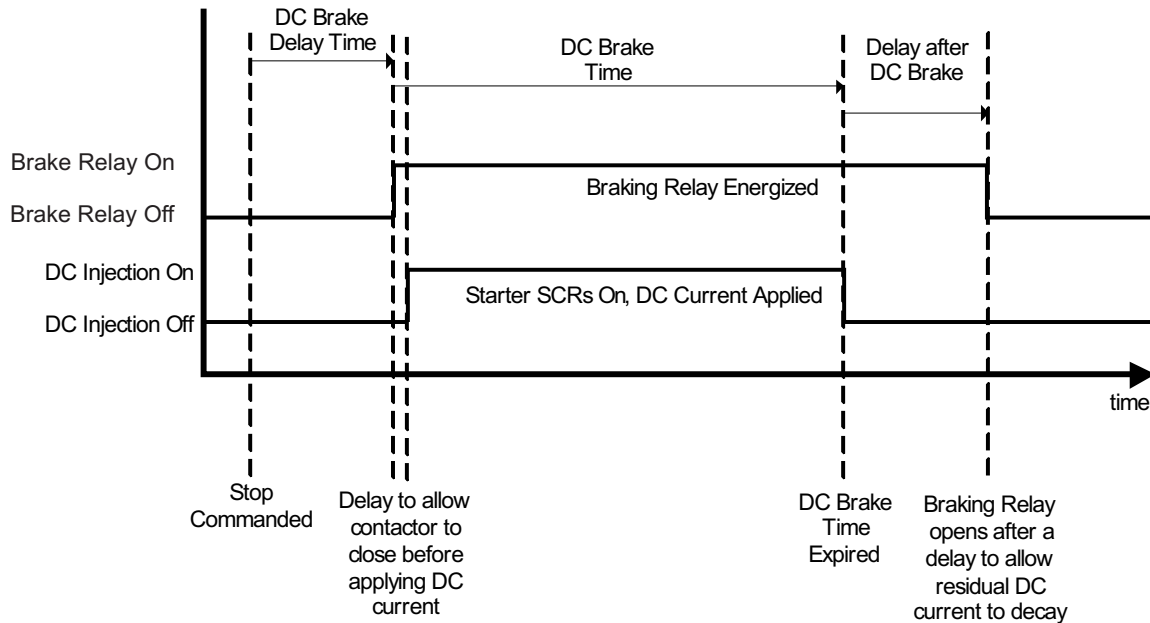 DC Brake
Delay Time
DC Brake
Time
Delay after
DC Brake
Brake Relay On
Braking Relay Energized
Brake Relay Off
DC Injection On
Starter SCRs On, DC Current Applied
DC Injection Off
time
Stop
Commanded
Delay to allow
contactor to
close before
applying DC
current
DC Brake
Time
Expired
Braking Relay
opens after a
delay to allow
residual DC
current to decay